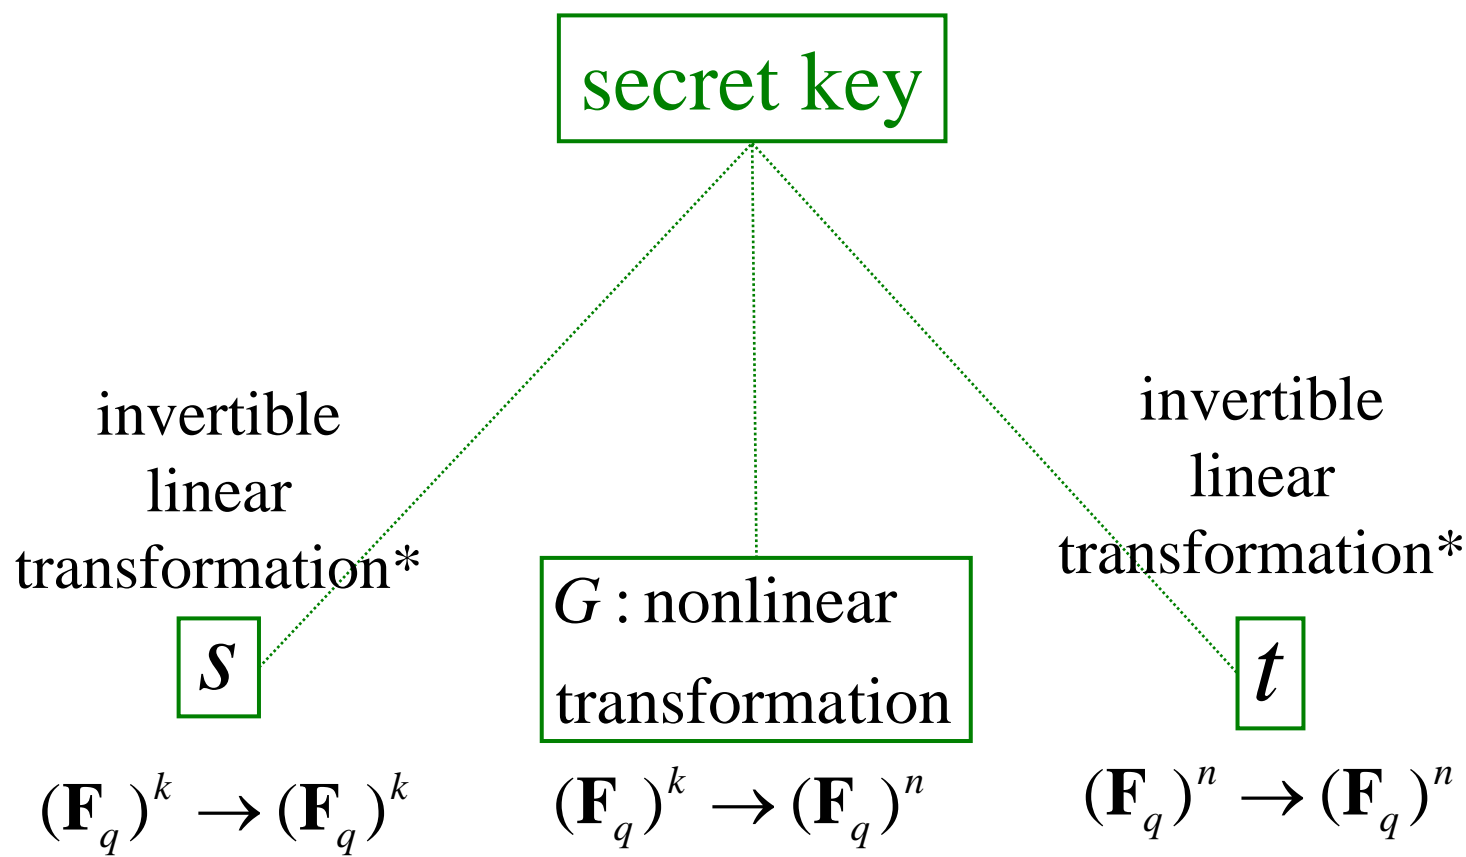 secret key
invertible
linear
transformation*
s
(F_q)^k → (F_q)^k
G : nonlinear
transformation
(F_q)^k → (F_q)^n
invertible
linear
transformation*
t
(F_q)^n → (F_q)^n